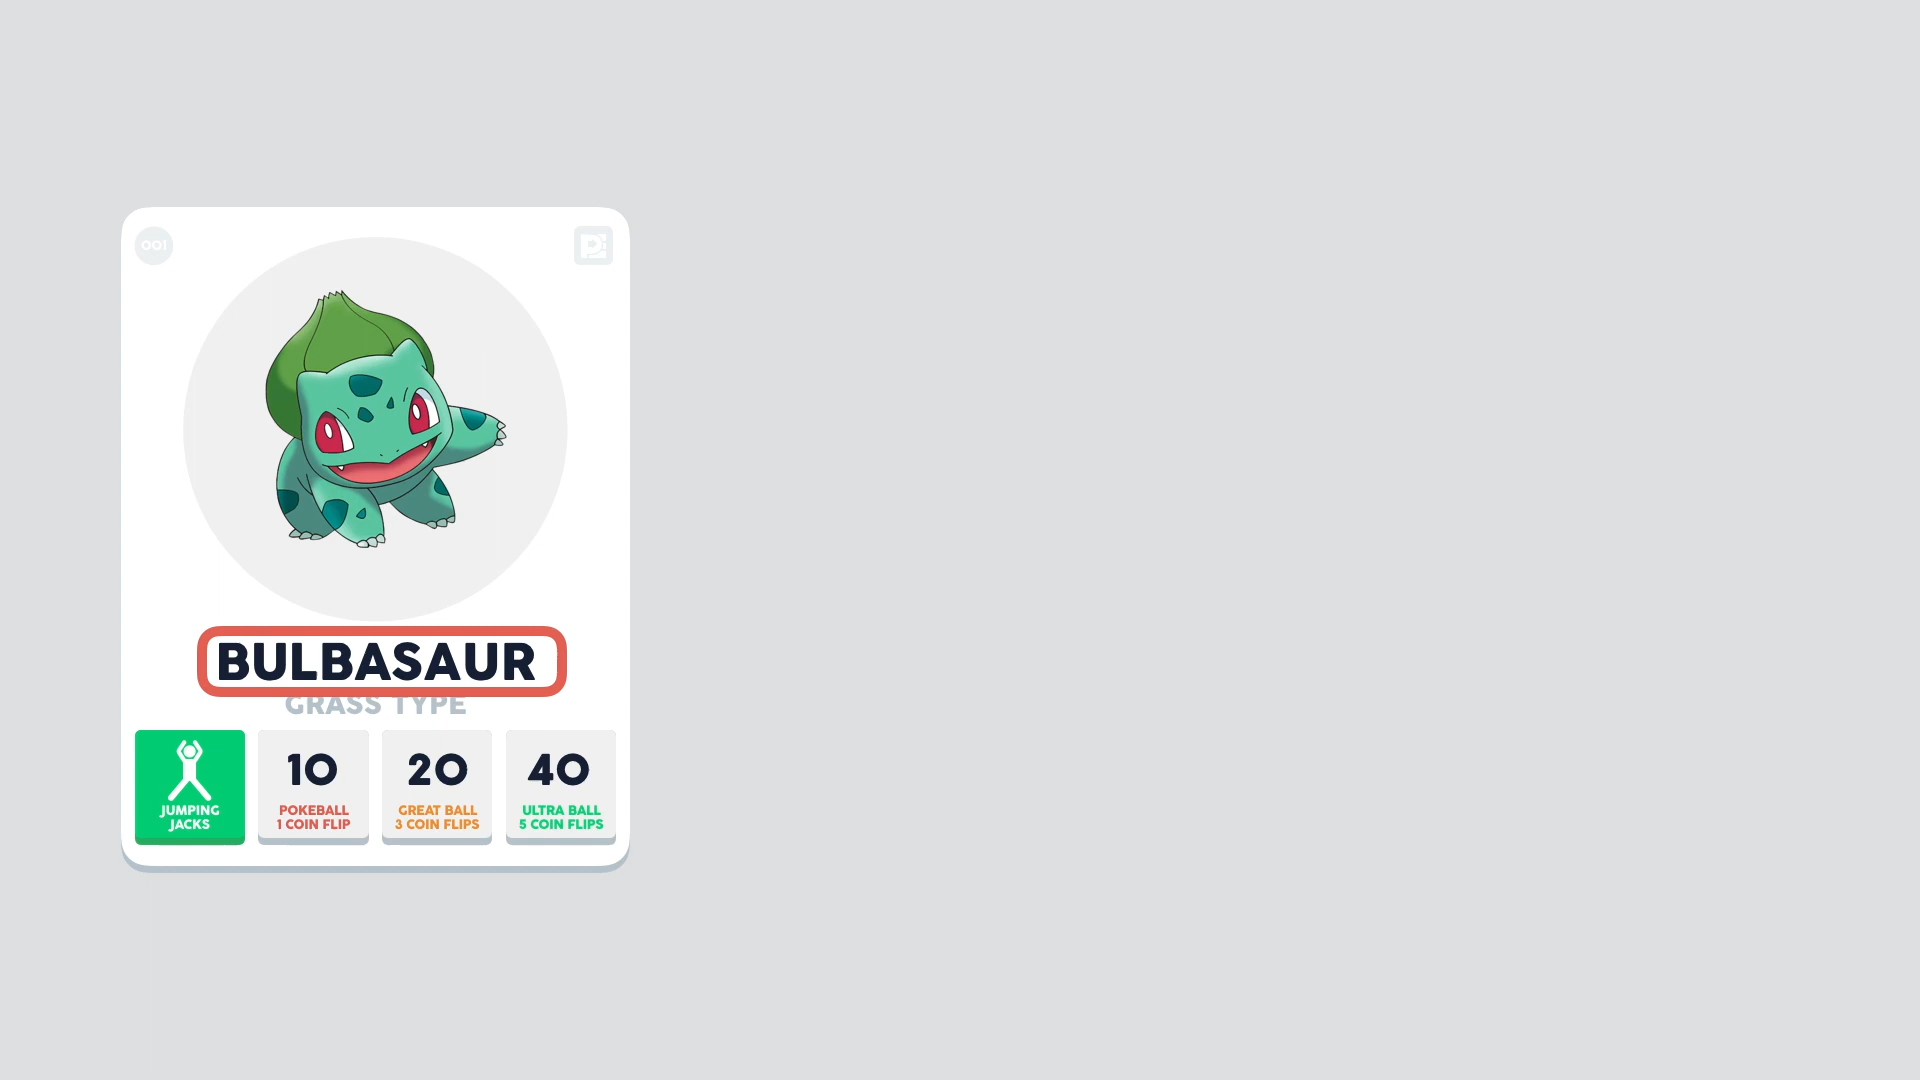 001
BULBASAUR
GRASS TYPE
JUMPING
JACKS
10
POKEBALL
1 COIN FLIP
20
GREAT BALL
3 COIN FLIPS
40
ULTRA BALL
5 COIN FLIPS